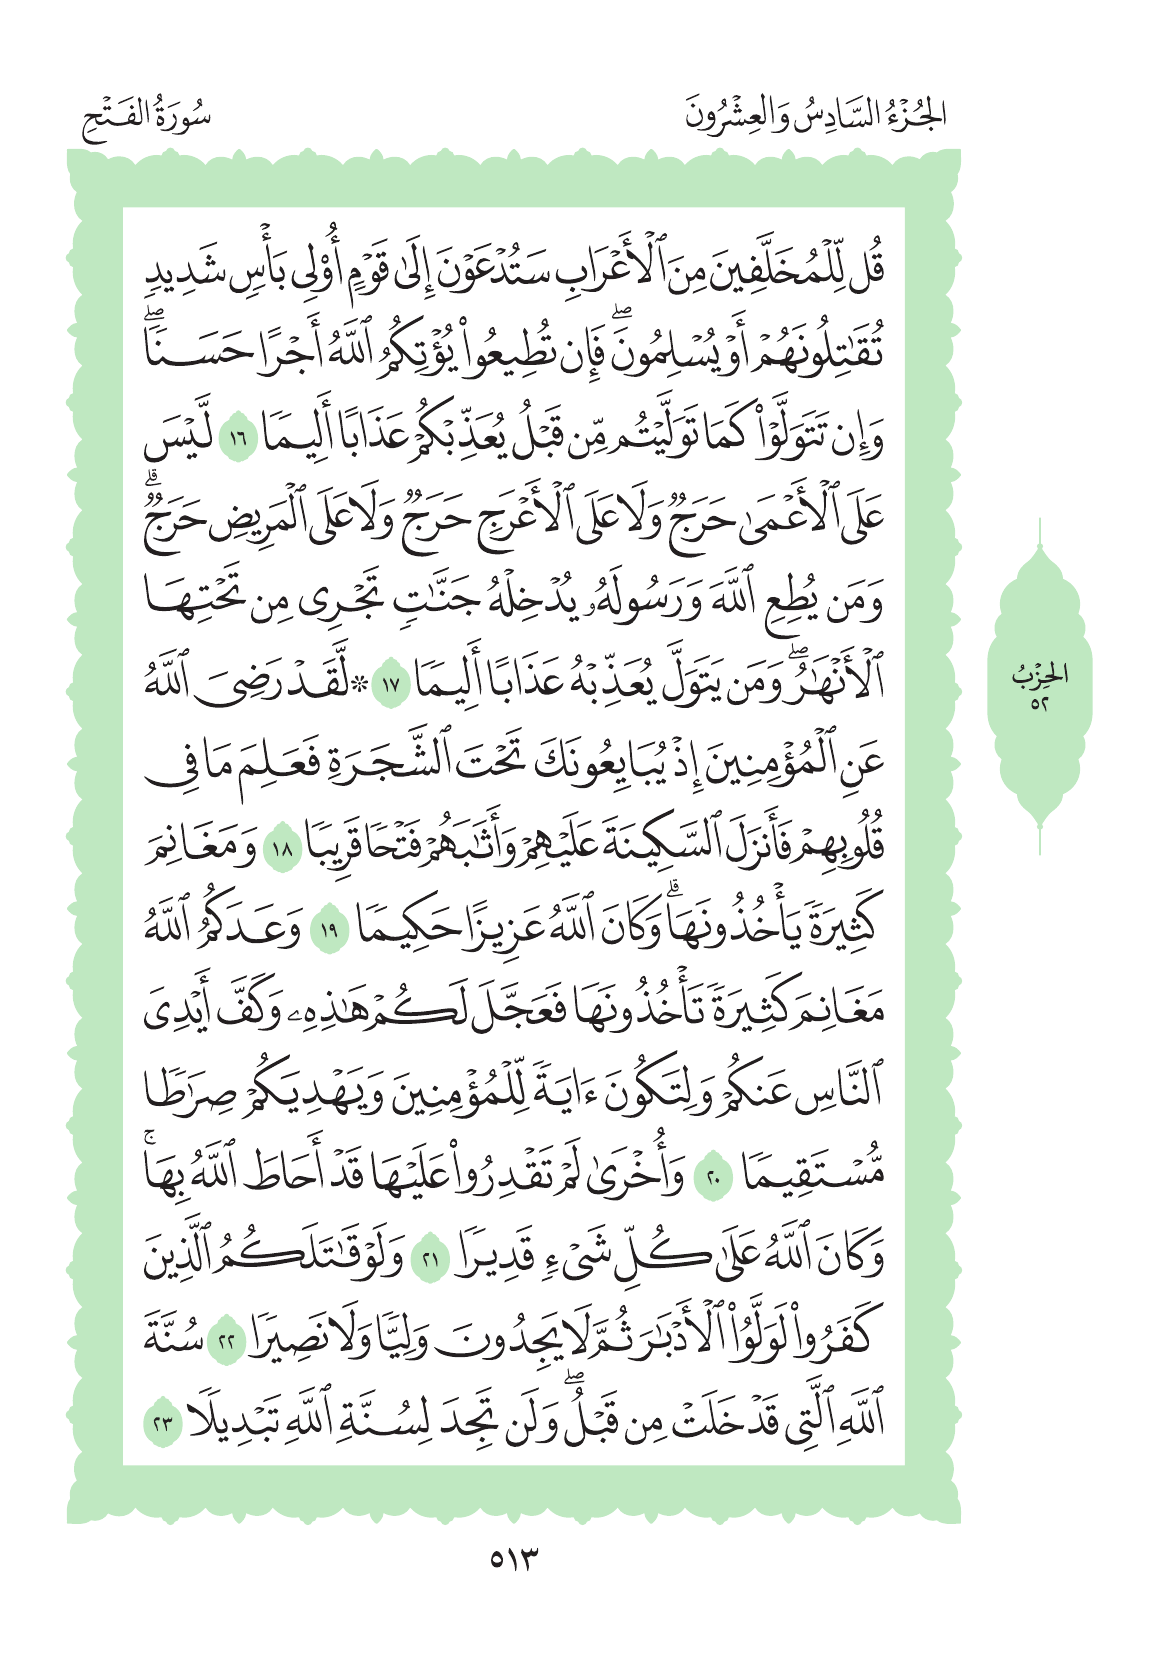 الجُزْءُ السَّادِسُ وَالعِشْرُونَ
سُورَةُ الفَتْحِ
قُل لِّلْمُخَلَّفِينَ مِنَ ٱلْأَعْرَابِ سَتُدْعَوْنَ إِلَىٰ قَوْمٍ أُوْلِي بَأْسٍ شَدِيدٍ
تُقَٰتِلُونَهُمْ أَوْ يُسْلِمُونَۖ فَإِن تُطِيعُواْ يُؤْتِكُمُ ٱللَّهُ أَجْرًا حَسَنٗاۖ
وَإِن تَتَوَلَّوْاْ كَمَا تَوَلَّيْتُم مِّن قَبْلُ يُعَذِّبْكُمْ عَذَابًا أَلِيمٗا ١٦ لَّيْسَ
عَلَى ٱلْأَعْمَىٰ حَرَجٞ وَلَا عَلَى ٱلْأَعْرَجِ حَرَجٞ وَلَا عَلَى ٱلْمَرِيضِ حَرَجٞۗ
وَمَن يُطِعِ ٱللَّهَ وَرَسُولَهُۥ يُدْخِلْهُ جَنَّٰتٖ تَجْرِي مِن تَحْتِهَا
ٱلْأَنْهَٰرُۖ وَمَن يَتَوَلَّ يُعَذِّبْهُ عَذَابًا أَلِيمٗا ١٧ ۞لَّقَدْ رَضِيَ ٱللَّهُ
عَنِ ٱلْمُؤْمِنِينَ إِذْ يُبَايِعُونَكَ تَحْتَ ٱلشَّجَرَةِ فَعَلِمَ مَا فِي
قُلُوبِهِمْ فَأَنزَلَ ٱلسَّكِينَةَ عَلَيْهِمْ وَأَثَٰبَهُمْ فَتْحٗا قَرِيبٗا ١٨ وَمَغَانِمَ
كَثِيرَةٗ يَأْخُذُونَهَاۗ وَكَانَ ٱللَّهُ عَزِيزًا حَكِيمٗا ١٩ وَعَدَكُمُ ٱللَّهُ
مَغَانِمَ كَثِيرَةٗ تَأْخُذُونَهَا فَعَجَّلَ لَكُمْ هَٰذِهِۦ وَكَفَّ أَيْدِيَ
ٱلنَّاسِ عَنكُمْ وَلِتَكُونَ ءَايَةٗ لِّلْمُؤْمِنِينَ وَيَهْدِيَكُمْ صِرَٰطٗا
مُّسْتَقِيمٗا ٢٠ وَأُخْرَىٰ لَمْ تَقْدِرُواْ عَلَيْهَا قَدْ أَحَاطَ ٱللَّهُ بِهَاۚ
وَكَانَ ٱللَّهُ عَلَىٰ كُلِّ شَيْءٖ قَدِيرٗا ٢١ وَلَوْ قَٰتَلَكُمُ ٱلَّذِينَ
كَفَرُواْ لَوَلَّوُاْ ٱلْأَدْبَٰرَ ثُمَّ لَا يَجِدُونَ وَلِيّٗا وَلَا نَصِيرٗا ٢٢ سُنَّةَ
ٱللَّهِ ٱلَّتِي قَدْ خَلَتْ مِن قَبْلُۖ وَلَن تَجِدَ لِسُنَّةِ ٱللَّهِ تَبْدِيلٗا ٢٣
الحِزْبُ
٥٢
٥١٣